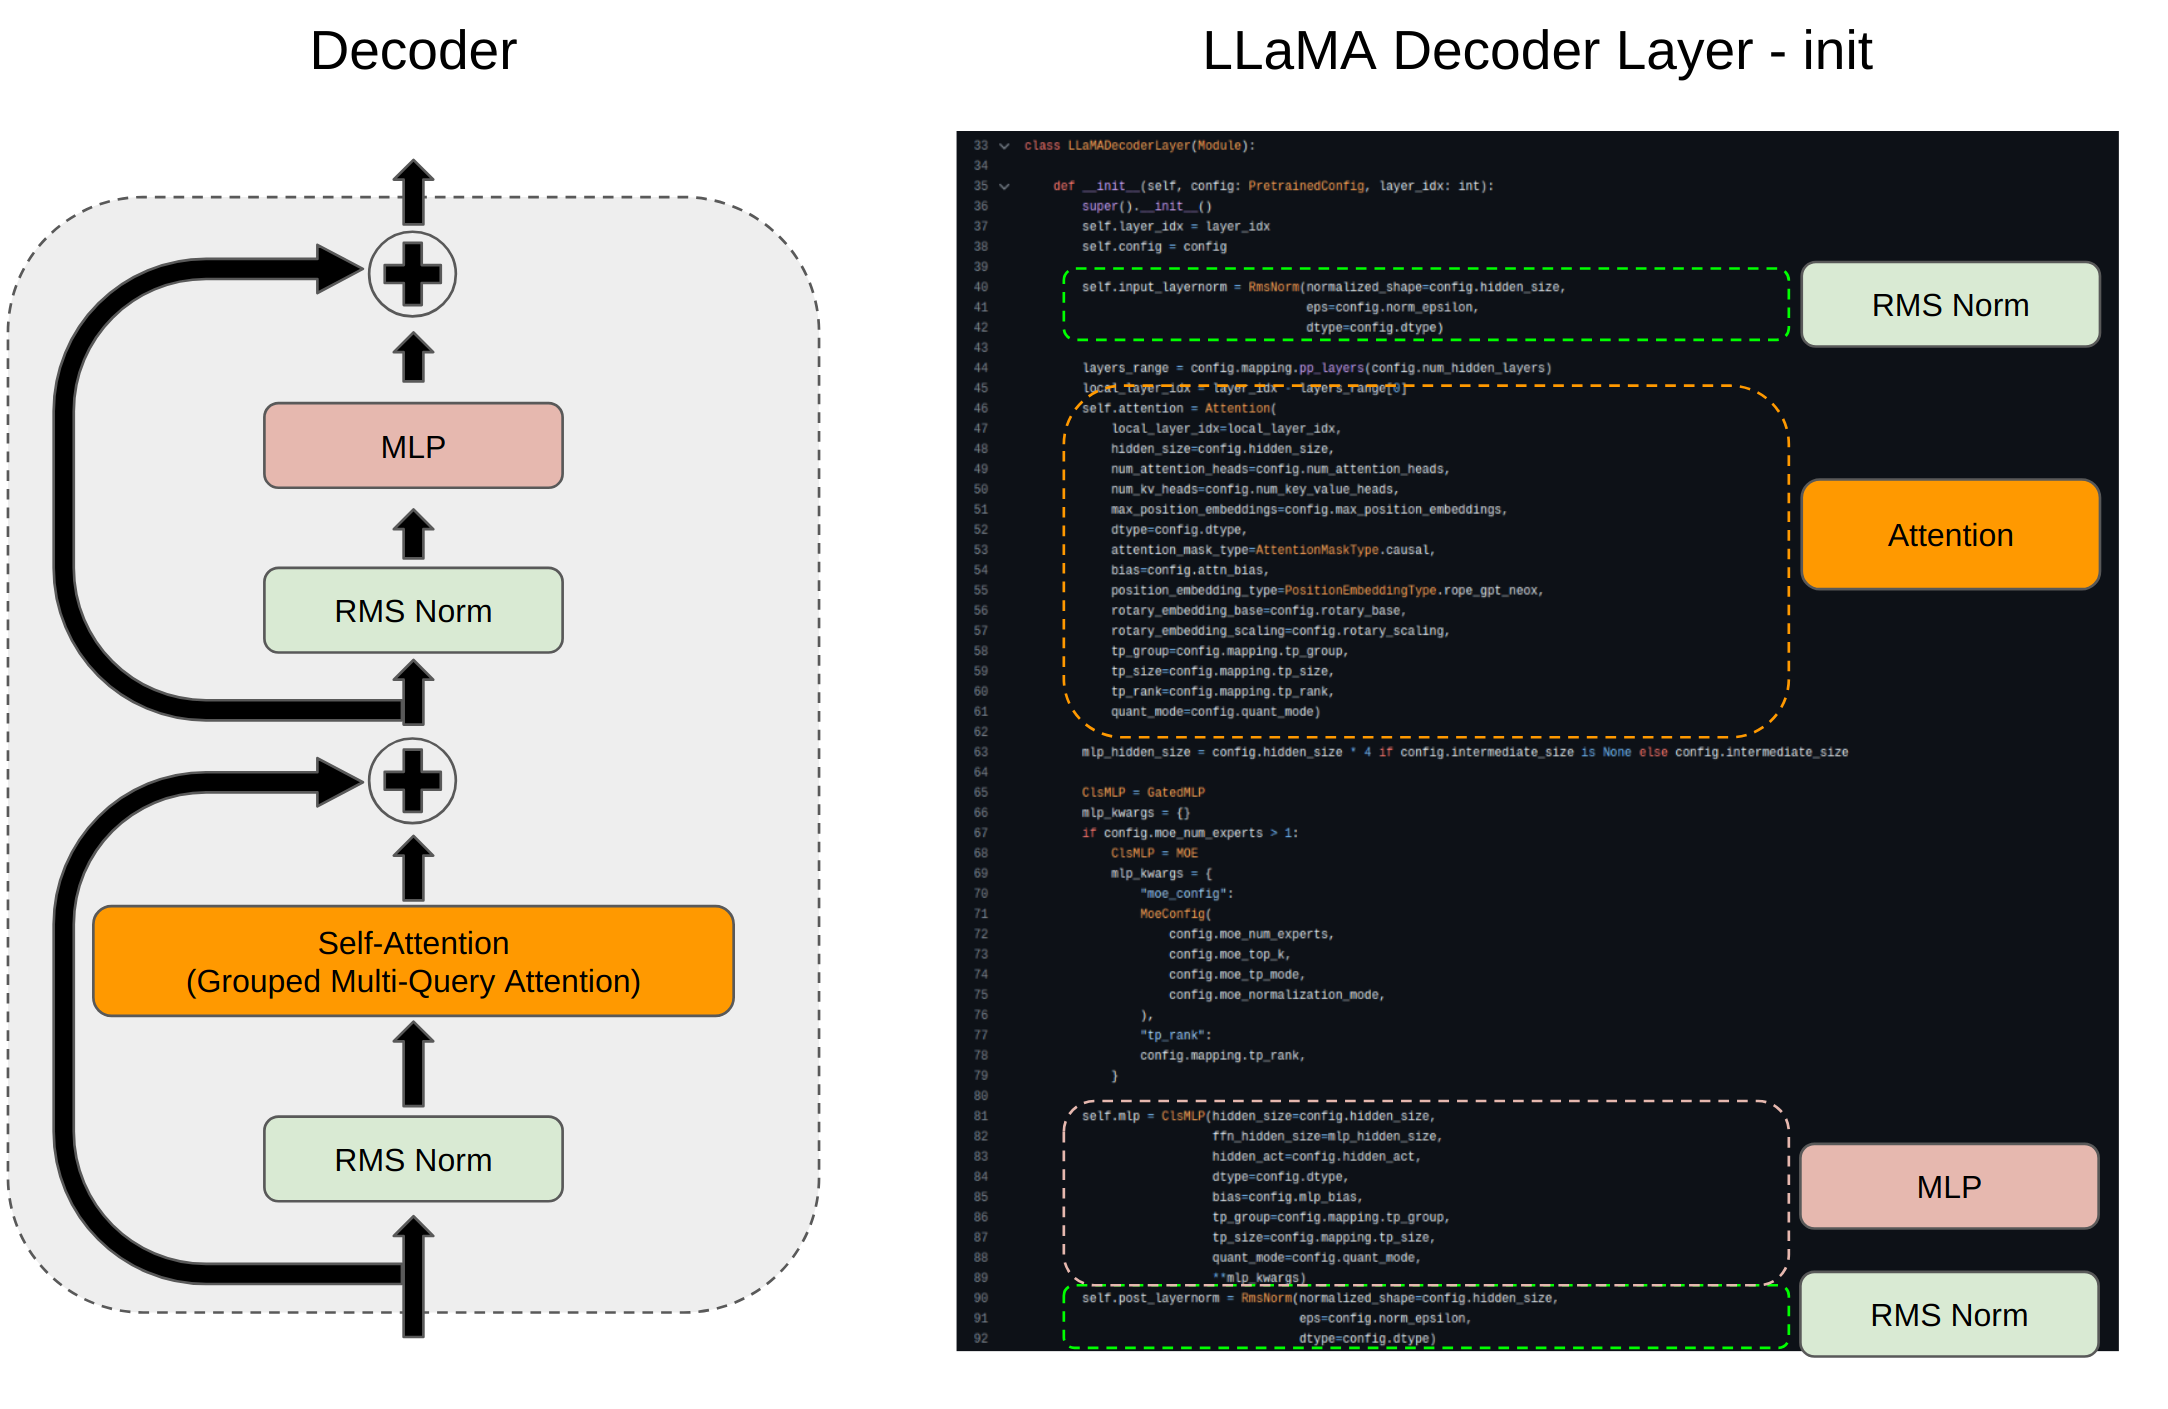 Decoder
MLP
RMS Norm
Self-Attention
(Grouped Multi-Query Attention)
RMS Norm
LLaMA Decoder Layer - init
33 class LLaMADecoderLayer(Module):
34
35 def __init__(self, config: PretrainedConfig, layer_idx: int):
36 super().__init__()
37 self.layer_idx = layer_idx
38 self.config = config
39
40 self.input_layernorm = RmsNorm(normalized_shape=config.hidden_size,
41 eps=config.norm_epsilon,
42 dtype=config.dtype)
43
44 layers_range = config.mapping.pp_layers(config.num_hidden_layers)
45 local_layer_idx = layer_idx - layers_range[0]
46 self.attention = Attention(
47 local_layer_idx=local_layer_idx,
48 hidden_size=config.hidden_size,
49 num_attention_heads=config.num_attention_heads,
50 num_kv_heads=config.num_key_value_heads,
51 max_position_embeddings=config.max_position_embeddings,
52 dtype=config.dtype,
53 attention_mask_type=AttentionMaskType.causal,
54 bias=config.attn_bias,
55 position_embedding_type=PositionEmbeddingType.rope_gpt_neox,
56 rotary_embedding_base=config.rotary_base,
57 rotary_embedding_scaling=config.rotary_scaling,
58 tp_group=config.mapping.tp_group,
59 tp_size=config.mapping.tp_size,
60 tp_rank=config.mapping.tp_rank,
61 quant_mode=config.quant_mode)
62
63 mlp_hidden_size = config.hidden_size * 4 if config.intermediate_size is None else config.intermediate_size
64
65 ClsMLP = GatedMLP
66 mlp_kwargs = {}
67 if config.moe_num_experts > 1:
68 ClsMLP = MOE
69 mlp_kwargs = {
70 "moe_config":
71 MoeConfig(
72 config.moe_num_experts,
73 config.moe_top_k,
74 config.moe_tp_mode,
75 config.moe_normalization_mode,
76 ),
77 "tp_rank":
78 config.mapping.tp_rank,
79 }
80
81 self.mlp = ClsMLP(hidden_size=config.hidden_size,
82 ffn_hidden_size=mlp_hidden_size,
83 hidden_act=config.hidden_act,
84 dtype=config.dtype,
85 bias=config.mlp_bias,
86 tp_group=config.mapping.tp_group,
87 tp_size=config.mapping.tp_size,
88 quant_mode=config.quant_mode,
89 **mlp_kwargs)
90 self.post_layernorm = RmsNorm(normalized_shape=config.hidden_size,
91 eps=config.norm_epsilon,
92 dtype=config.dtype)
RMS Norm
Attention
MLP
RMS Norm